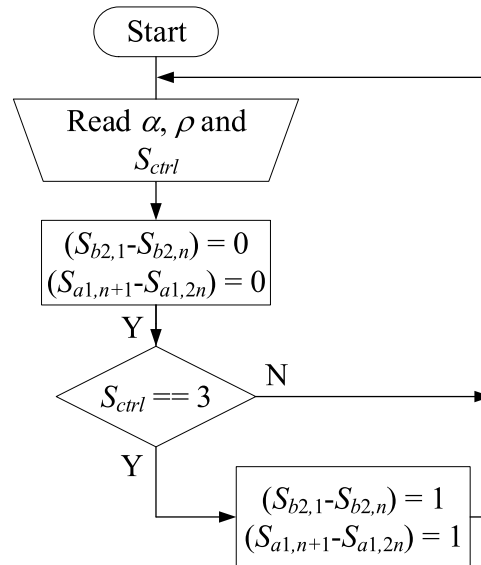 Start
Read α, ρ and
S_ctrl
(S_b2,1-S_b2,n) = 0
(S_a1,n+1-S_a1,2n) = 0
Y
S_ctrl == 3
N
Y
(S_b2,1-S_b2,n) = 1
(S_a1,n+1-S_a1,2n) = 1